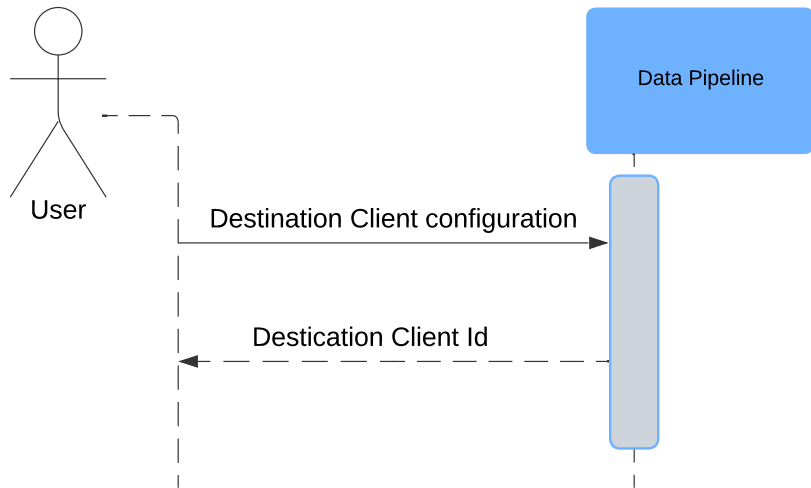 Data Pipeline
User
Destination Client configuration
Destication Client Id